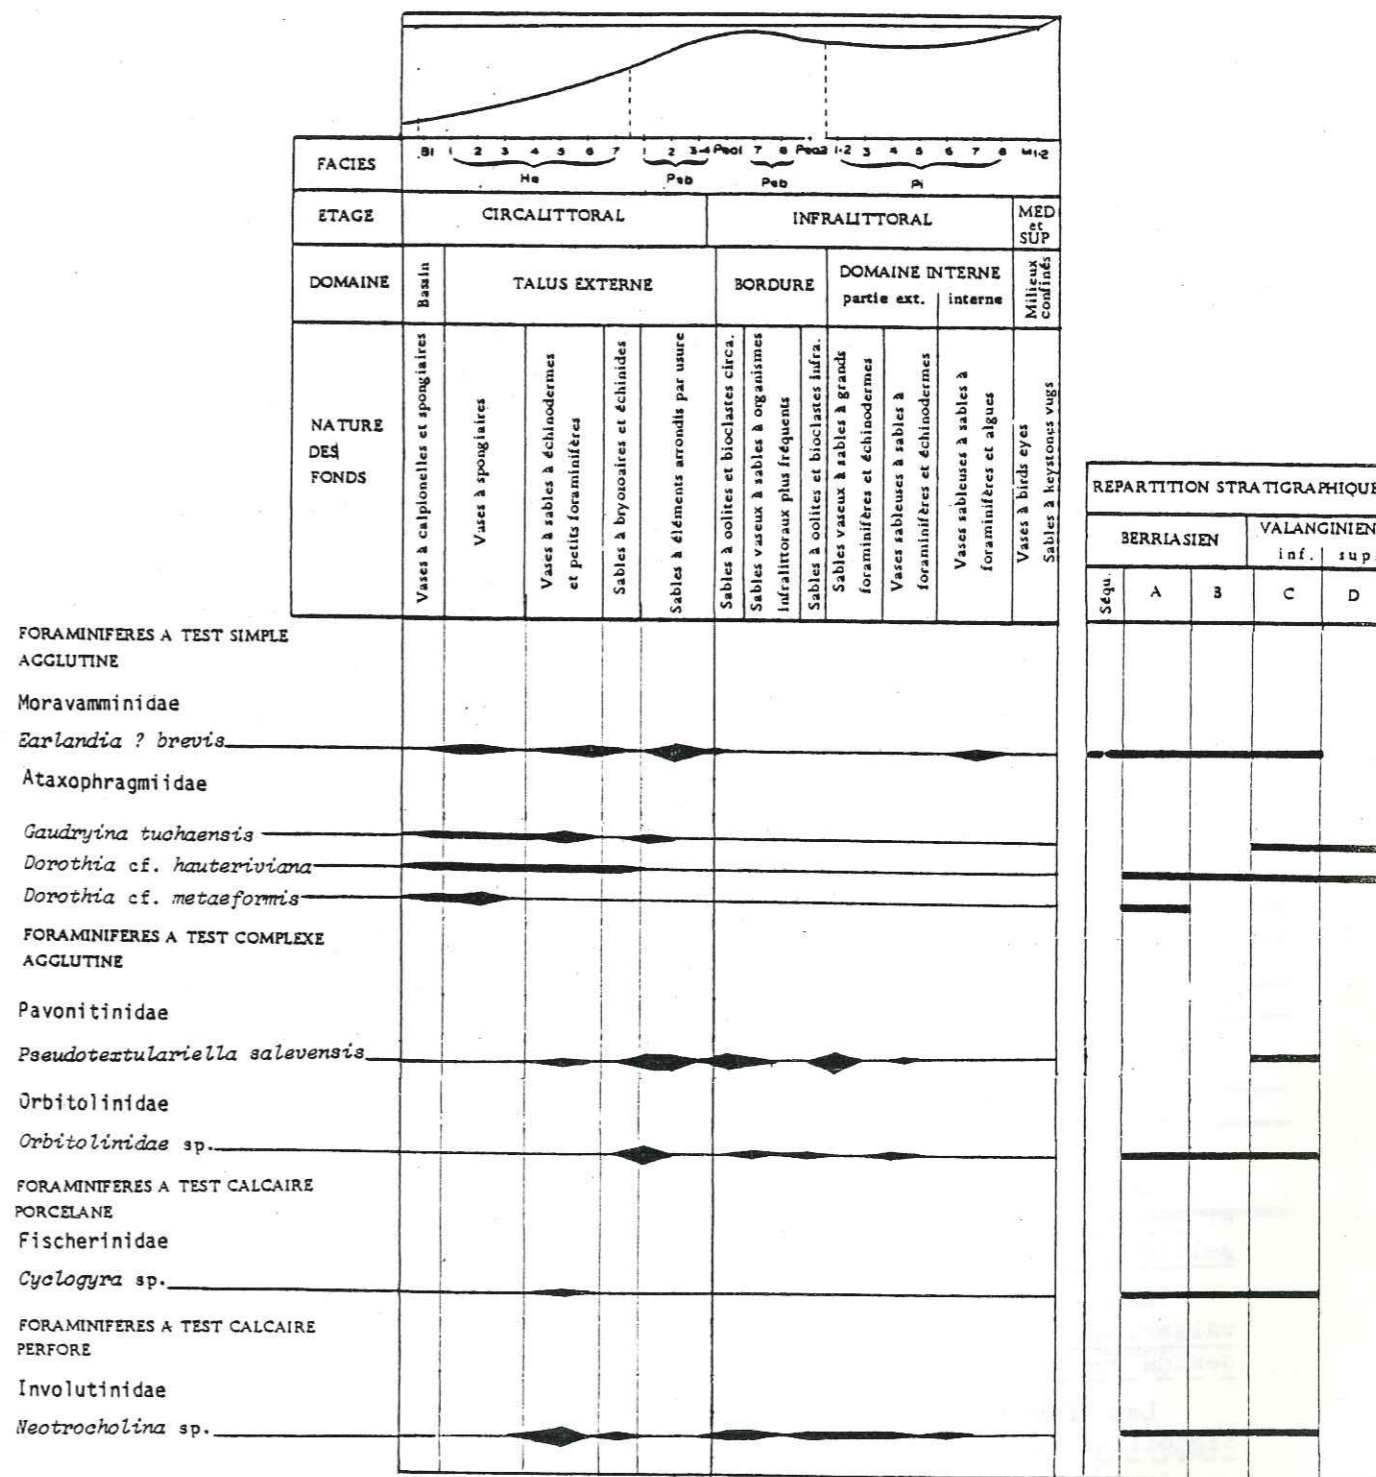 FACIES
B1 1 2 3 4 5 6 7 1 2 3-4 Pea1 7 8 Pea2 1-2 3 4 5 6 7 8 M1-2
He Peb Peb Pi
ETAGE CIRCALITTORAL INFRALITTORAL MED et SUP
DOMAINE Bassin TALUS EXTERNE BORDURE DOMAINE INTERNE
partie ext. interne
Milieux confinés
NATURE
DES
FONDS
Vases à calpionelles et spongiaires
Vases à spongiaires
Vases à sables à échinodermes
et petits foraminifères
Sables à bryozoaires et échinides
Sables à éléments arrondis par usure
Sables à oolites et bioclastes circa.
Sables vaseux à sables à organismes
infralittoraux plus fréquents
Sables à oolites et bioclastes infra.
Sables vaseux à sables à grands
foraminifères et échinodermes
Vases sableuses à sables à
foraminifères et échinodermes
Vases sableuses à sables à
foraminifères et algues
Vases à birds eyes
Sables à keystones vugs
REPARTITION STRATIGRAPHIQUE
BERRIASIEN VALANGINIEN
inf. sup.
Séqu. A B C D
FORAMINIFERES A TEST SIMPLE
AGGLUTINE
Moravamminidae
Earlandia ? brevis
Ataxophragmiidae
Gaudryina tuchaensis
Dorothia cf. hauteriviana
Dorothia cf. metaeformis
FORAMINIFERES A TEST COMPLEXE
AGGLUTINE
Pavonitinidae
Pseudotextulariella salevensis
Orbitolinidae
Orbitolinidae sp.
FORAMINIFERES A TEST CALCAIRE
PORCELANE
Fischerinidae
Cyclogyra sp.
FORAMINIFERES A TEST CALCAIRE
PERFORE
Involutinidae
Neotrocholina sp.